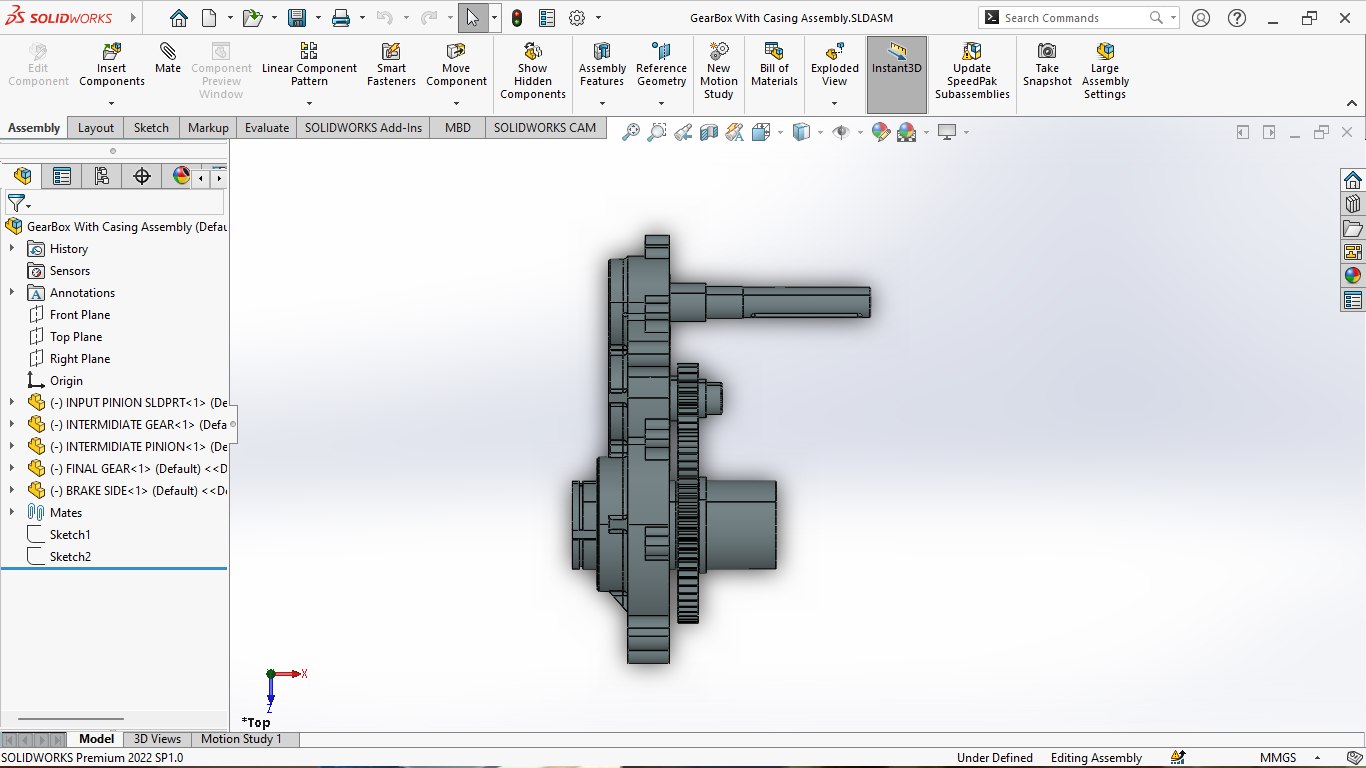 SOLIDWORKS
GearBox With Casing Assembly.SLDASM
Search Commands
Edit Component
Insert Components
Mate
Component Preview Window
Linear Component Pattern
Smart Fasteners
Move Component
Show Hidden Components
Assembly Features
Reference Geometry
New Motion Study
Bill of Materials
Exploded View
Instant3D
Update SpeedPak Subassemblies
Take Snapshot
Large Assembly Settings
Assembly
Layout
Sketch
Markup
Evaluate
SOLIDWORKS Add-Ins
MBD
SOLIDWORKS CAM
GearBox With Casing Assembly (Defau
History
Sensors
Annotations
Front Plane
Top Plane
Right Plane
Origin
(-) INPUT PINION SLDPRT<1> (De
(-) INTERMIDIATE GEAR<1> (Defa
(-) INTERMIDIATE PINION<1> (De
(-) FINAL GEAR<1> (Default) <<D
(-) BRAKE SIDE<1> (Default) <<D
Mates
Sketch1
Sketch2
X
Z
*Top
Model
3D Views
Motion Study 1
SOLIDWORKS Premium 2022 SP1.0
Under Defined
Editing Assembly
MMGS